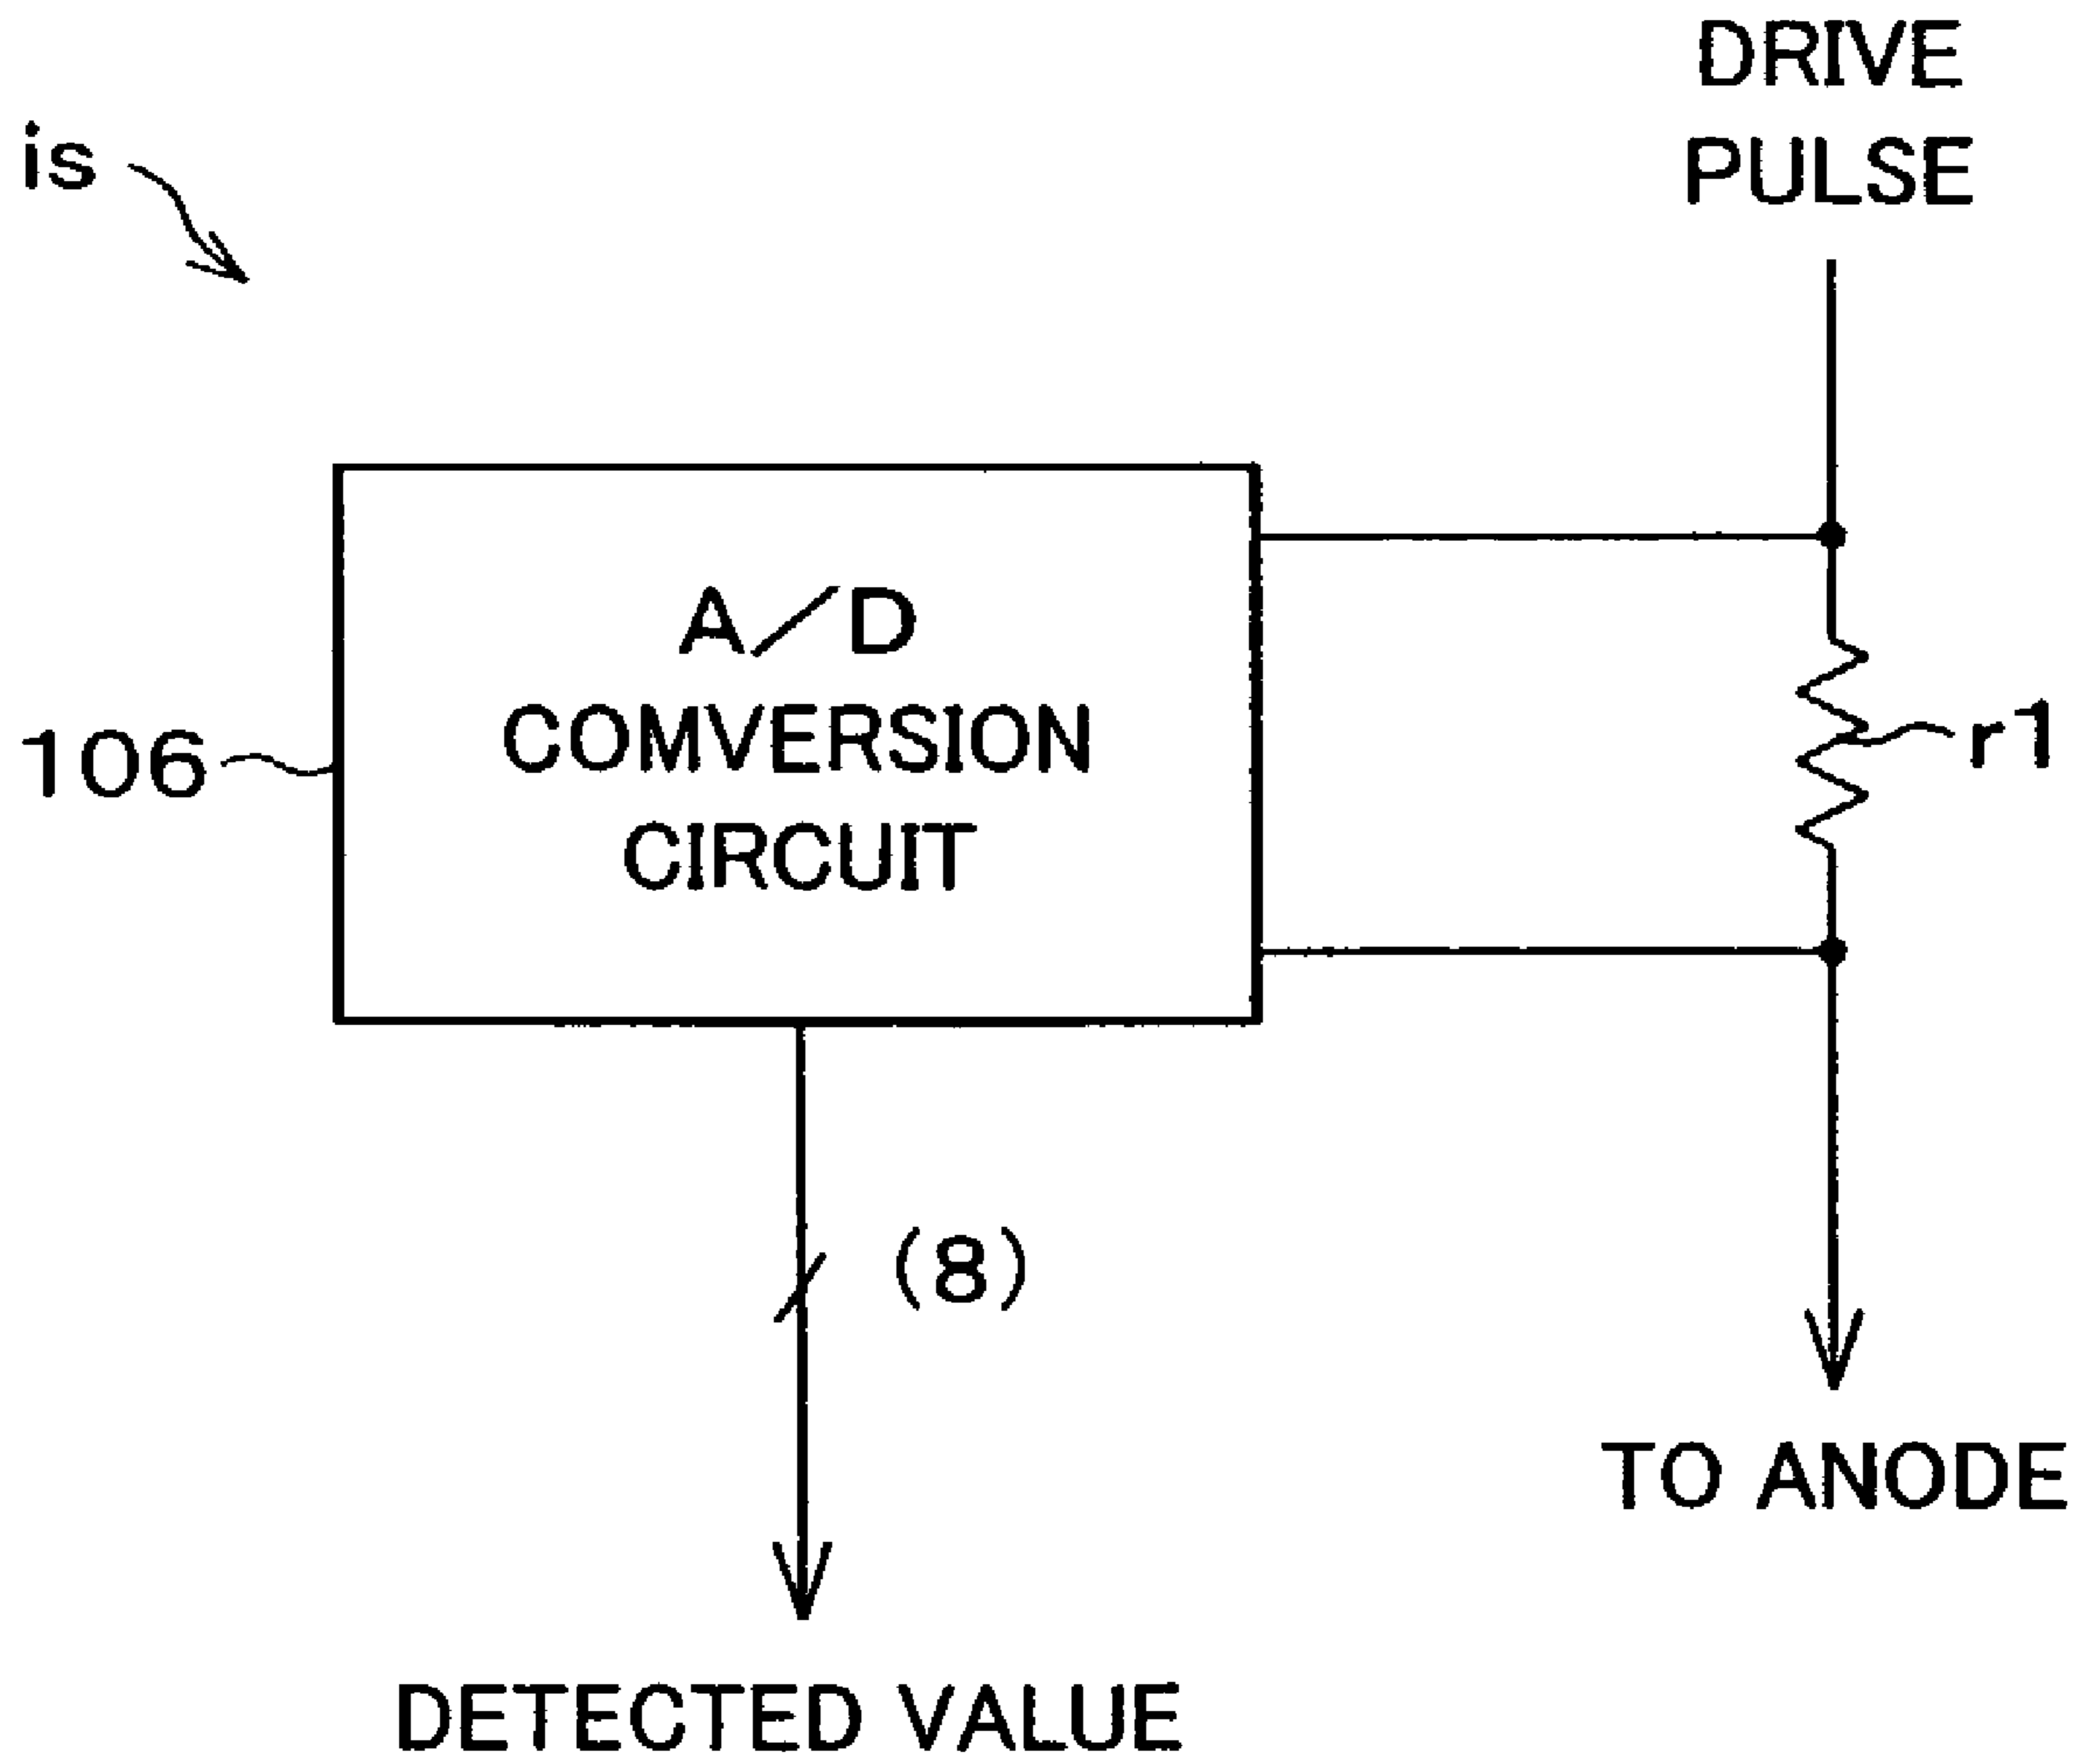 DRIVE
PULSE
is
A/D
COMVERSION
CIRCUIT
106
r1
(8)
TO ANODE
DETECTED VALUE